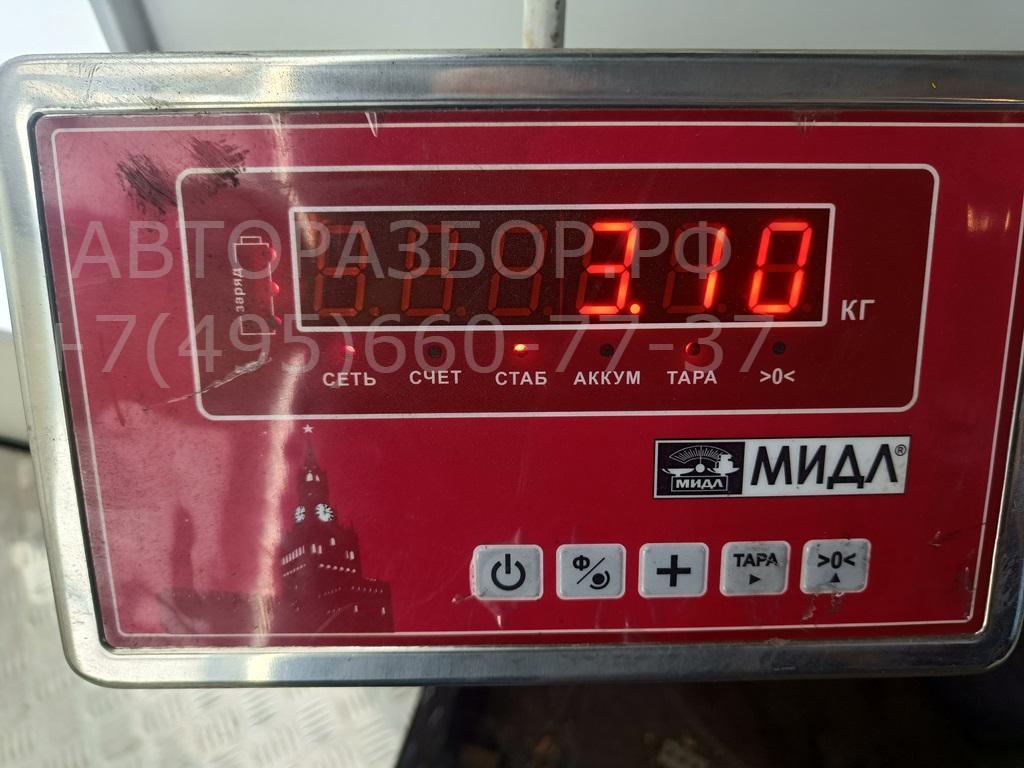 АВТОРАЗБОР.РФ
+7(495)660-77-37
заряд
3.10
КГ
СЕТЬ СЧЕТ СТАБ АККУМ ТАРА >0<
МИДЛ МИДЛ®
Ф ТАРА >0<